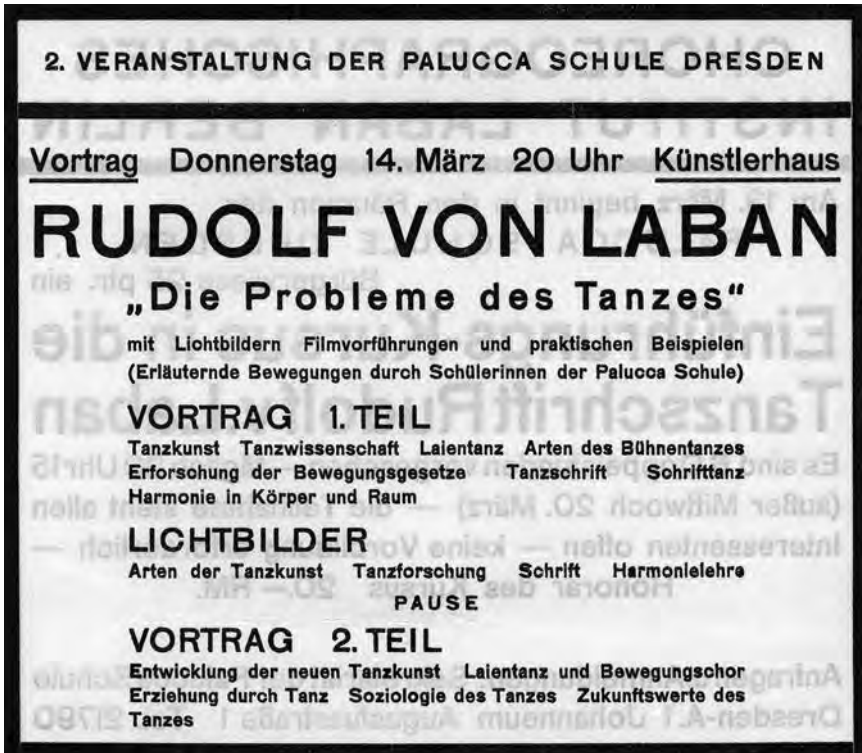 2. VERANSTALTUNG DER PALUCCA SCHULE DRESDEN
Vortrag Donnerstag 14. März 20 Uhr Künstlerhaus
RUDOLF VON LABAN
„Die Probleme des Tanzes“
mit Lichtbildern Filmvorführungen und praktischen Beispielen
(Erläuternde Bewegungen durch Schülerinnen der Palucca Schule)
VORTRAG 1. TEIL
Tanzkunst Tanzwissenschaft Laientanz Arten des Bühnentanzes
Erforschung der Bewegungsgesetze Tanzschrift Schrifttanz
Harmonie in Körper und Raum
LICHTBILDER
Arten der Tanzkunst Tanzforschung Schrift Harmonielehre
PAUSE
VORTRAG 2. TEIL
Entwicklung der neuen Tanzkunst Laientanz und Bewegungschor
Erziehung durch Tanz Soziologie des Tanzes Zukunftswerte des
Tanzes